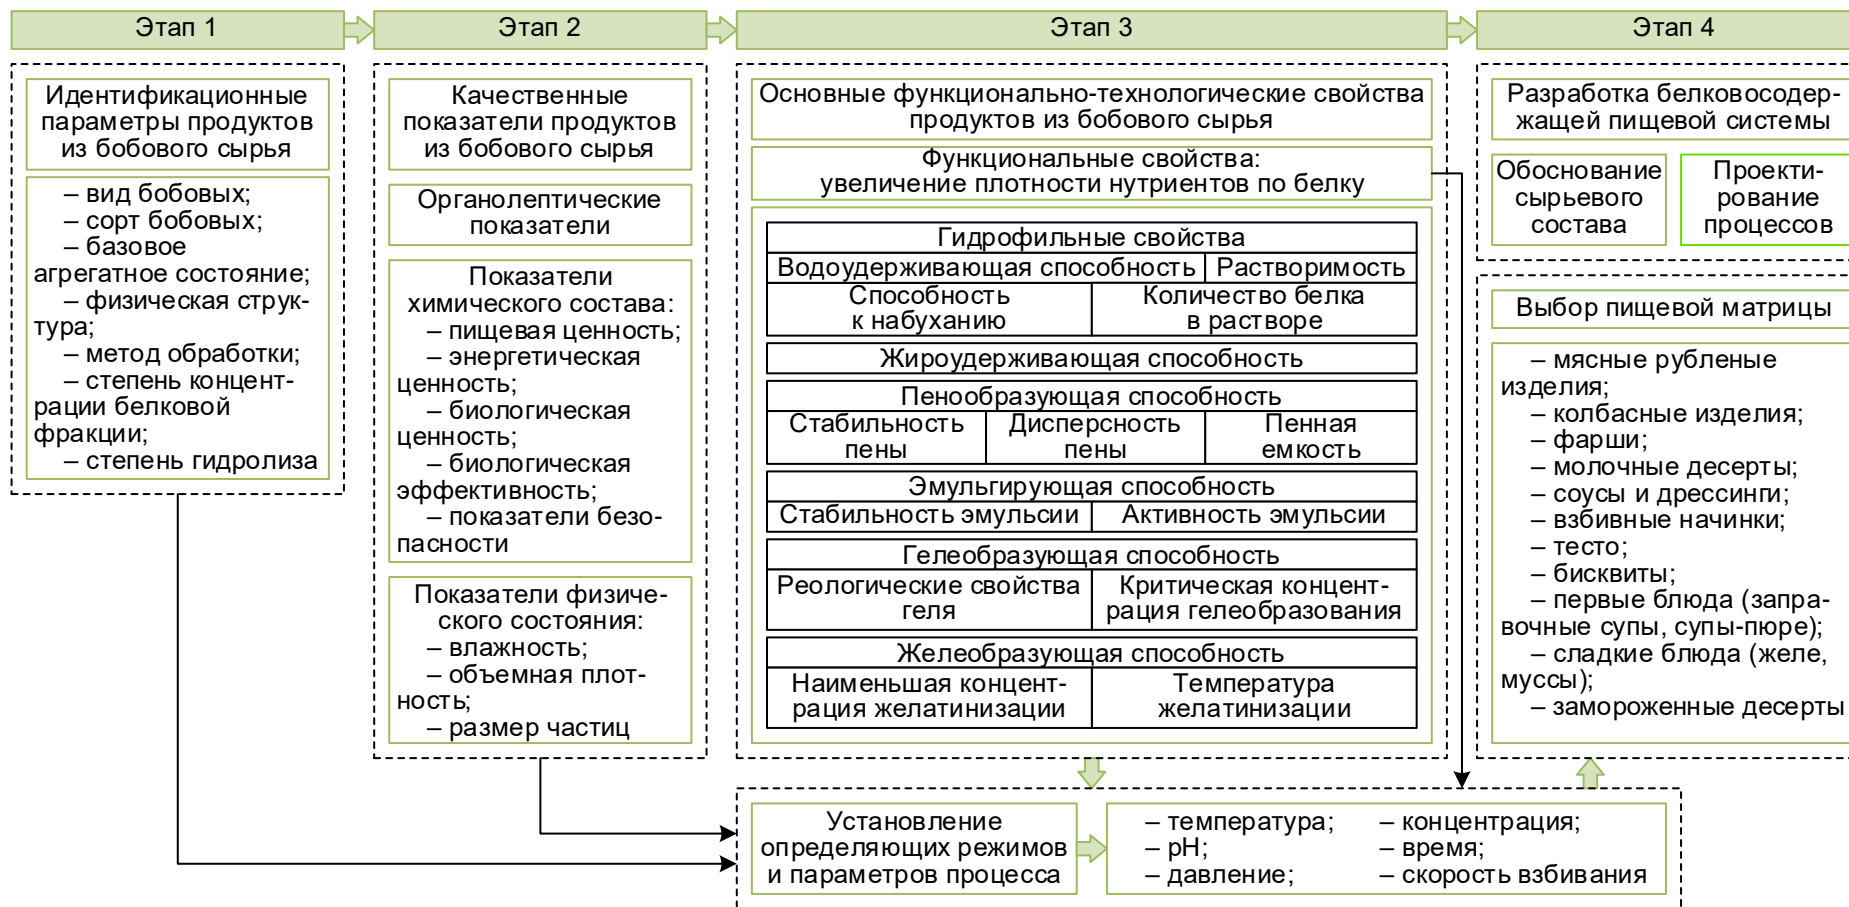 Этап 1
Этап 2
Этап 3
Этап 4
Идентификационные
параметры продуктов
из бобового сырья
– вид бобовых;
– сорт бобовых;
– базовое
агрегатное состояние;
– физическая струк-
тура;
– метод обработки;
– степень концент-
рации белковой
фракции;
– степень гидролиза
Качественные
показатели продуктов
из бобового сырья
Органолептические
показатели
Показатели
химического состава:
– пищевая ценность;
– энергетическая
ценность;
– биологическая
ценность;
– биологическая
эффективность;
– показатели безо-
пасности
Показатели физиче-
ского состояния:
– влажность;
– объемная плот-
ность;
– размер частиц
Основные функционально-технологические свойства
продуктов из бобового сырья
Функциональные свойства:
увеличение плотности нутриентов по белку
Гидрофильные свойства
Водоудерживающая способность
Растворимость
Способность
к набуханию
Количество белка
в растворе
Жироудерживающая способность
Пенообразующая способность
Стабильность
пены
Дисперсность
пены
Пенная
емкость
Эмульгирующая способность
Стабильность эмульсии
Активность эмульсии
Гелеобразующая способность
Реологические свойства
геля
Критическая концент-
рация гелеобразования
Желеобразующая способность
Наименьшая концент-
рация желатинизации
Температура
желатинизации
Разработка белковосодер-
жащей пищевой системы
Обоснование
сырьевого
состава
Проекти-
рование
процессов
Выбор пищевой матрицы
– мясные рубленые
изделия;
– колбасные изделия;
– фарши;
– молочные десерты;
– соусы и дрессинги;
– взбивные начинки;
– тесто;
– бисквиты;
– первые блюда (запра-
вочные супы, супы-пюре);
– сладкие блюда (желе,
муссы);
– замороженные десерты
Установление
определяющих режимов
и параметров процесса
– температура;
– pH;
– давление;
– концентрация;
– время;
– скорость взбивания